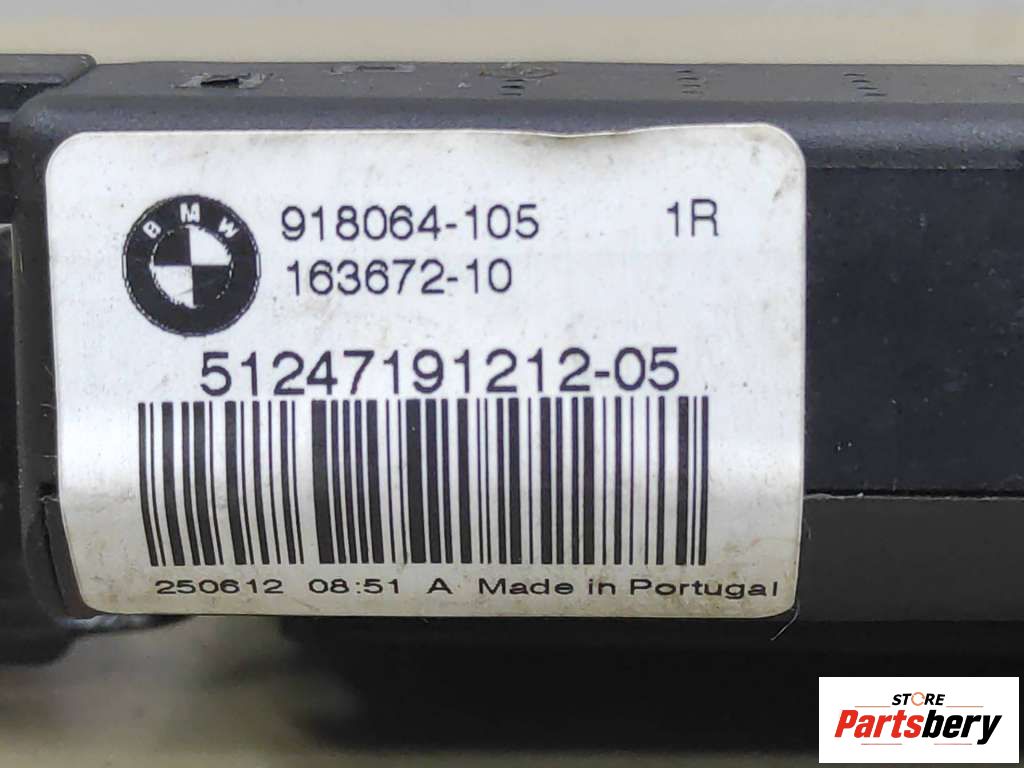 BMW
918064-105 1R
163672-10
51247191212-05
250612 08:51 A Made in Portugal
STORE
Partsbery